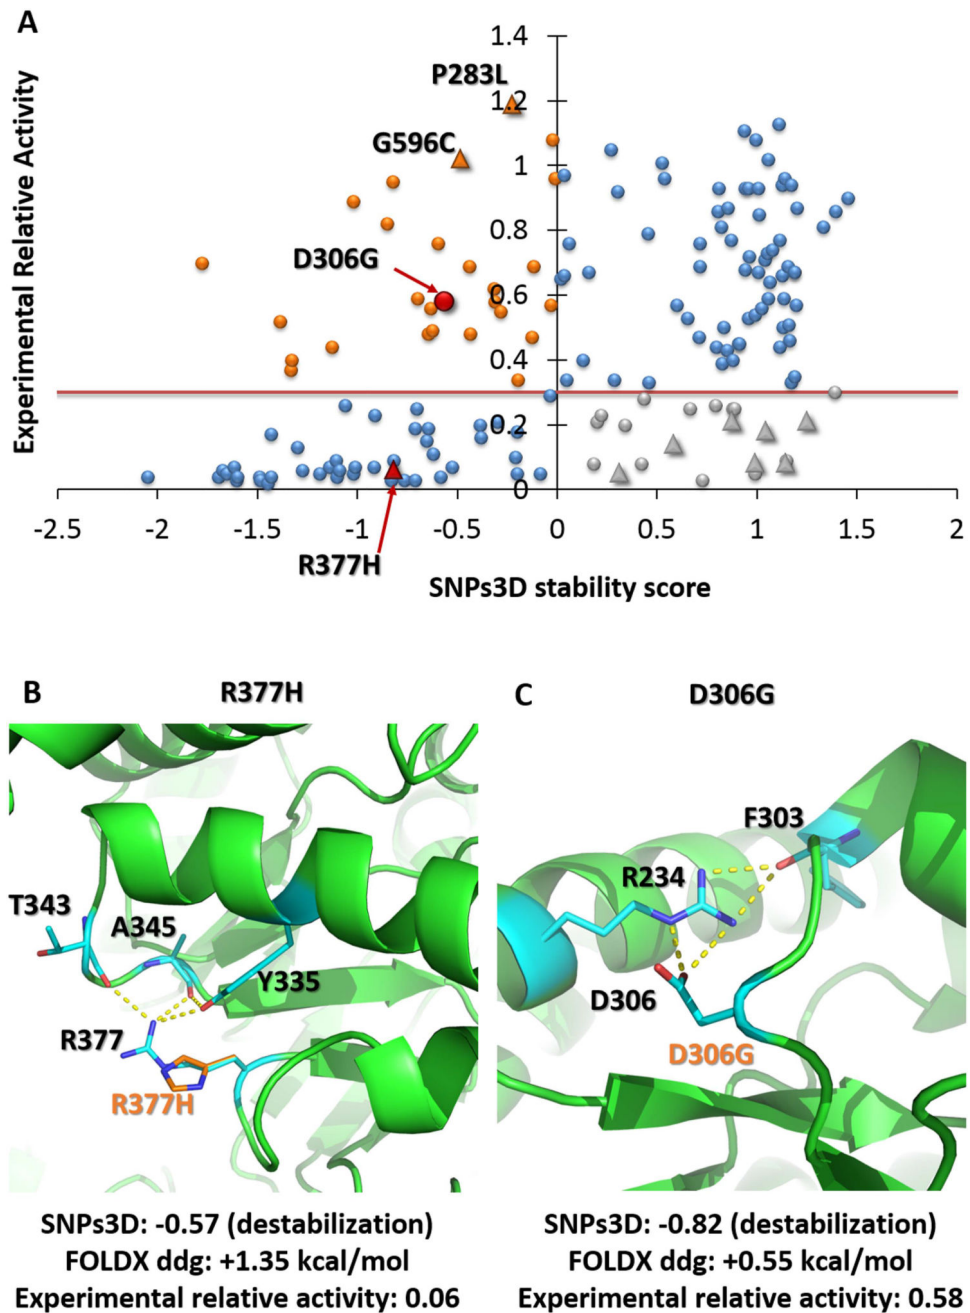 A
Experimental Relative Activity
1.4
P283L
1.2
G596C
1
0.8
D306G
0.6
0.4
0.2
0
-2.5 -2 -1.5 -1 -0.5 0 0.5 1 1.5 2
R377H
SNPs3D stability score
B R377H
T343
A345
Y335
R377
R377H
SNPs3D: -0.57 (destabilization)
FOLDX ddg: +1.35 kcal/mol
Experimental relative activity: 0.06
C D306G
F303
R234
D306
D306G
SNPs3D: -0.82 (destabilization)
FOLDX ddg: +0.55 kcal/mol
Experimental relative activity: 0.58